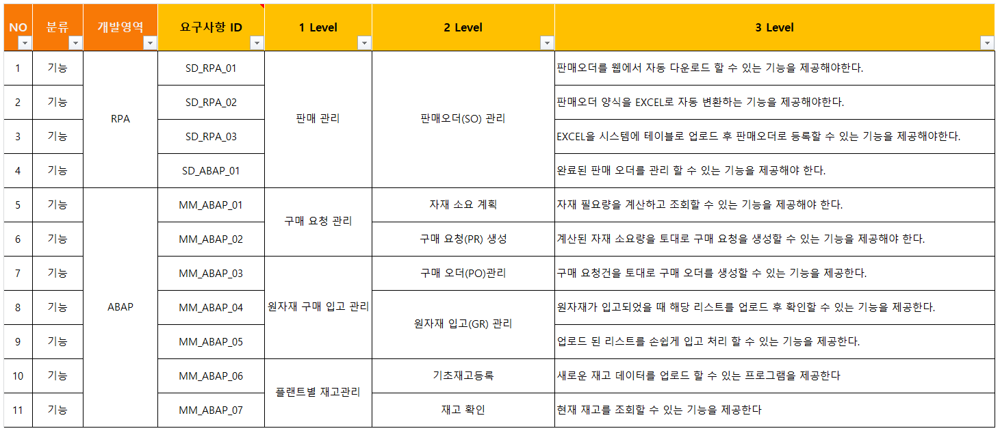 NO 분류 개발영역 요구사항 ID 1 Level 2 Level 3 Level
1 기능 RPA SD_RPA_01 판매 관리 판매오더(SO) 관리 판매오더를 웹에서 자동 다운로드 할 수 있는 기능을 제공해야한다.
2 기능 SD_RPA_02 판매오더 양식을 EXCEL로 자동 변환하는 기능을 제공해야한다.
3 기능 SD_RPA_03 EXCEL을 시스템에 테이블로 업로드 후 판매오더로 등록할 수 있는 기능을 제공해야한다.
4 기능 SD_ABAP_01 완료된 판매 오더를 관리 할 수 있는 기능을 제공해야 한다.
5 기능 ABAP MM_ABAP_01 구매 요청 관리 자재 소요 계획 자재 필요량을 계산하고 조회할 수 있는 기능을 제공해야 한다.
6 기능 MM_ABAP_02 구매 요청(PR) 생성 계산된 자재 소요량을 토대로 구매 요청을 생성할 수 있는 기능을 제공해야 한다.
7 기능 MM_ABAP_03 원자재 구매 입고 관리 구매 오더(PO)관리 구매 요청건을 토대로 구매 오더를 생성할 수 있는 기능을 제공한다.
8 기능 MM_ABAP_04 원자재 입고(GR) 관리 원자재가 입고되었을 때 해당 리스트를 업로드 후 확인할 수 있는 기능을 제공한다.
9 기능 MM_ABAP_05 업로드 된 리스트를 손쉽게 입고 처리 할 수 있는 기능을 제공한다.
10 기능 MM_ABAP_06 플랜트별 재고관리 기초재고등록 새로운 재고 데이터를 업로드 할 수 있는 프로그램을 제공한다
11 기능 MM_ABAP_07 재고 확인 현재 재고를 조회할 수 있는 기능을 제공한다